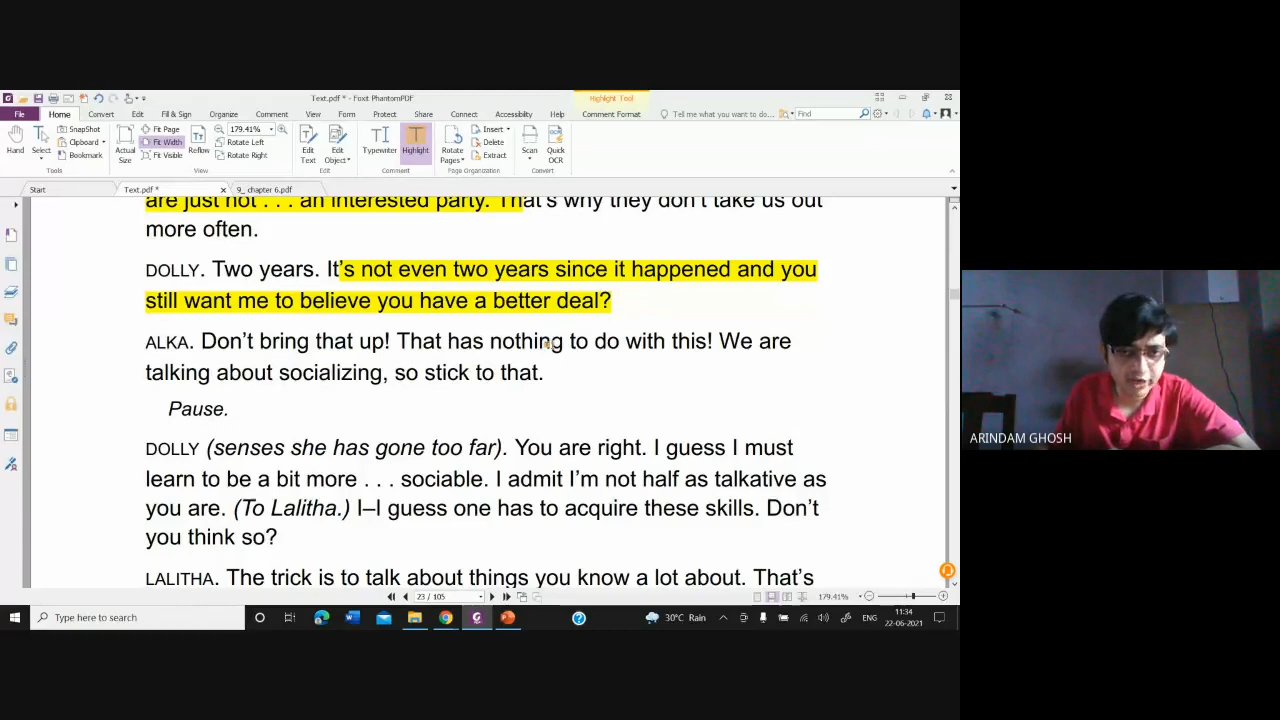 Text.pdf * - Foxit PhantomPDF
Highlight Tool
File Home Convert Edit Fill & Sign Organize Comment View Form Protect Share Connect Accessibility Help Comment Format Tell me what you want to do... Find
SnapShot Fit Page 179.41% Insert
Clipboard Fit Width Rotate Left Delete
Bookmark Fit Visible Rotate Right Extract
Hand Select Actual Size Reflow Edit Text Edit Object Typewriter Highlight Rotate Pages Scan Quick OCR
Tools View Edit Comment Page Organization Convert
Start Text.pdf * 9_ chapter 6.pdf
are just not . . . an interested party. That's why they don't take us out
more often.
DOLLY. Two years. It's not even two years since it happened and you
still want me to believe you have a better deal?
ALKA. Don't bring that up! That has nothing to do with this! We are
talking about socializing, so stick to that.
Pause.
DOLLY (senses she has gone too far). You are right. I guess I must
learn to be a bit more . . . sociable. I admit I'm not half as talkative as
you are. (To Lalitha.) I–I guess one has to acquire these skills. Don't
you think so?
LALITHA. The trick is to talk about things you know a lot about. That's
23 / 105 179.41%
Type here to search 30°C Rain ENG 11:34
22-06-2021
ARINDAM GHOSH